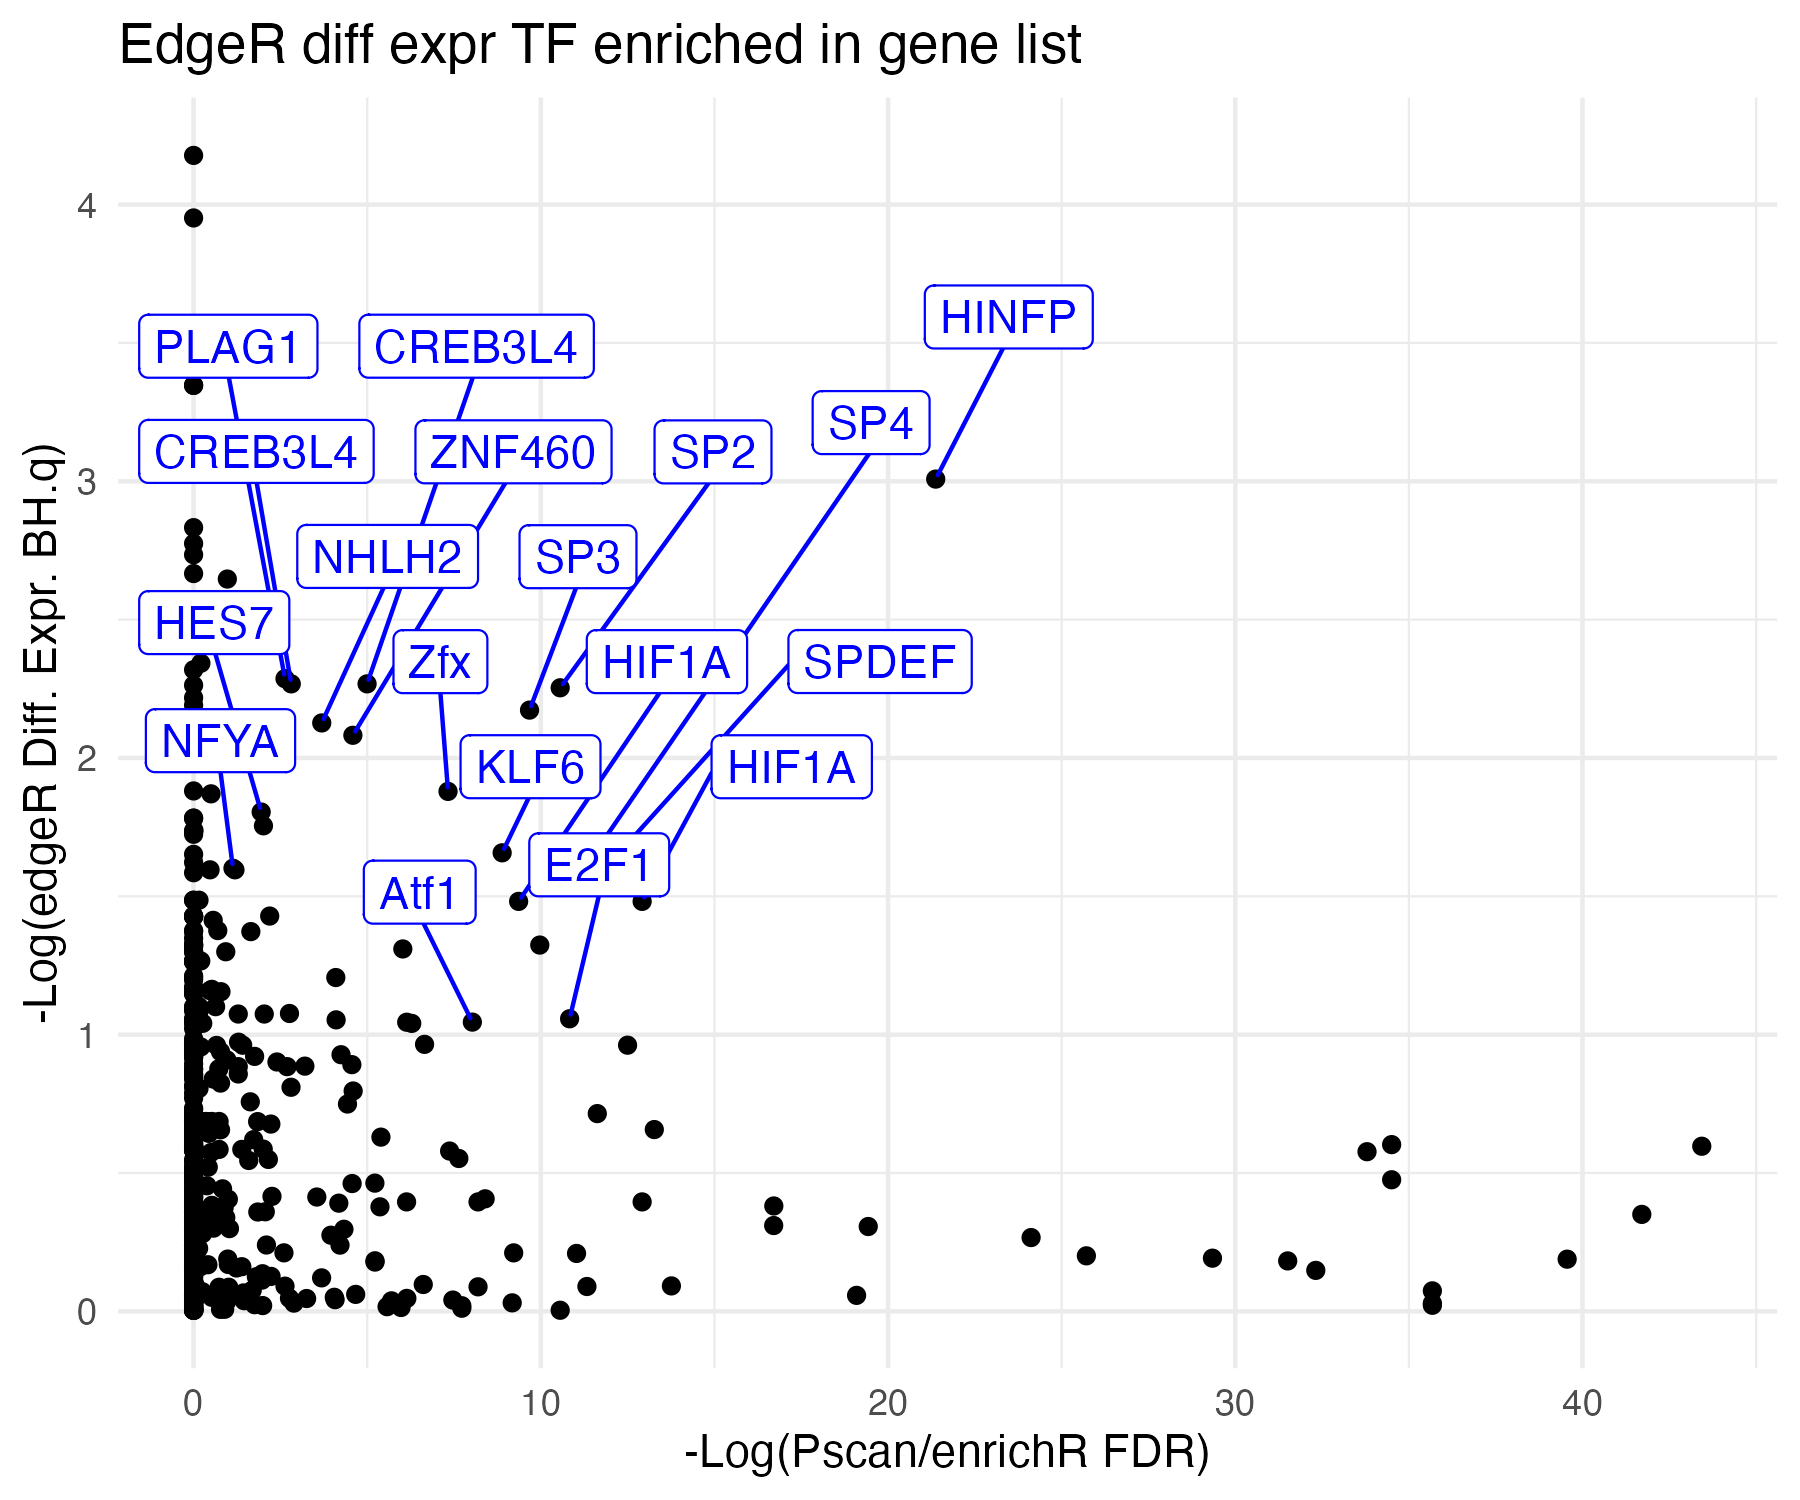 EdgeR diff expr TF enriched in gene list
-Log(edgeR Diff. Expr. BH.q)
4
3
2
1
0
HINFP
PLAG1
CREB3L4
SP4
CREB3L4
ZNF460
SP2
NHLH2
SP3
HES7
Zfx
HIF1A
SPDEF
NFYA
KLF6
HIF1A
E2F1
Atf1
0
10
20
30
40
-Log(Pscan/enrichR FDR)